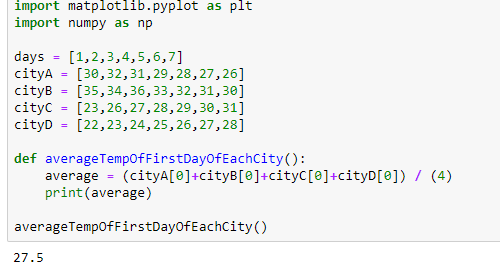 import matplotlib.pyplot as plt
import numpy as np
days = [1,2,3,4,5,6,7]
cityA = [30,32,31,29,28,27,26]
cityB = [35,34,36,33,32,31,30]
cityC = [23,26,27,28,29,30,31]
cityD = [22,23,24,25,26,27,28]
def averageTempOfFirstDayOfEachCity():
    average = (cityA[0]+cityB[0]+cityC[0]+cityD[0]) / (4)
    print(average)
averageTempOfFirstDayOfEachCity()
27.5